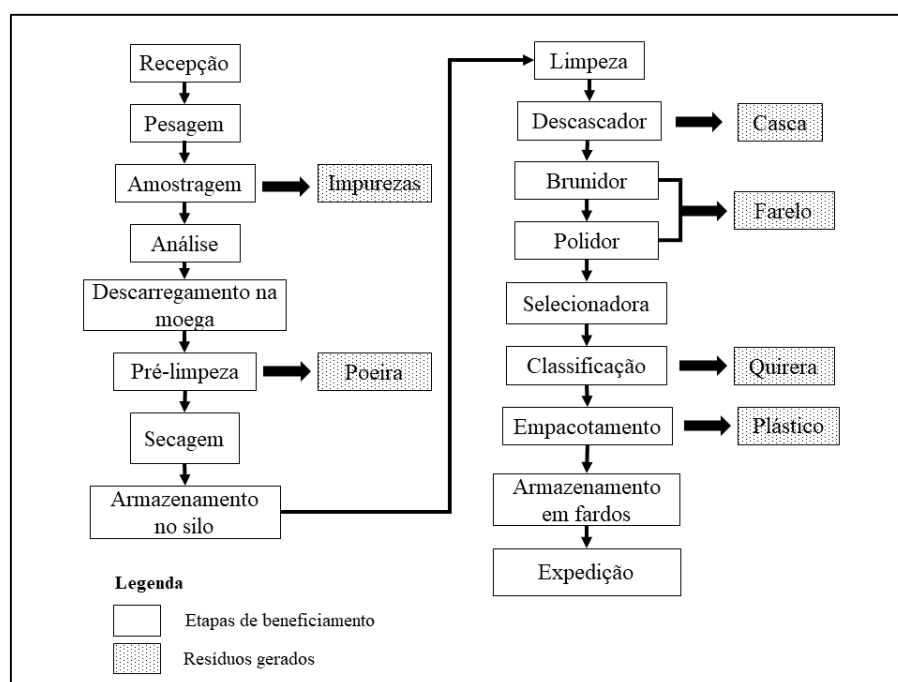 Recepção
Pesagem
Amostragem
Impurezas
Análise
Descarregamento na
moega
Pré-limpeza
Poeira
Secagem
Armazenamento
no silo
Limpeza
Descascador
Casca
Brunidor
Farelo
Polidor
Selecionadora
Classificação
Quirera
Empacotamento
Plástico
Armazenamento
em fardos
Expedição
Legenda
Etapas de beneficiamento
Resíduos gerados